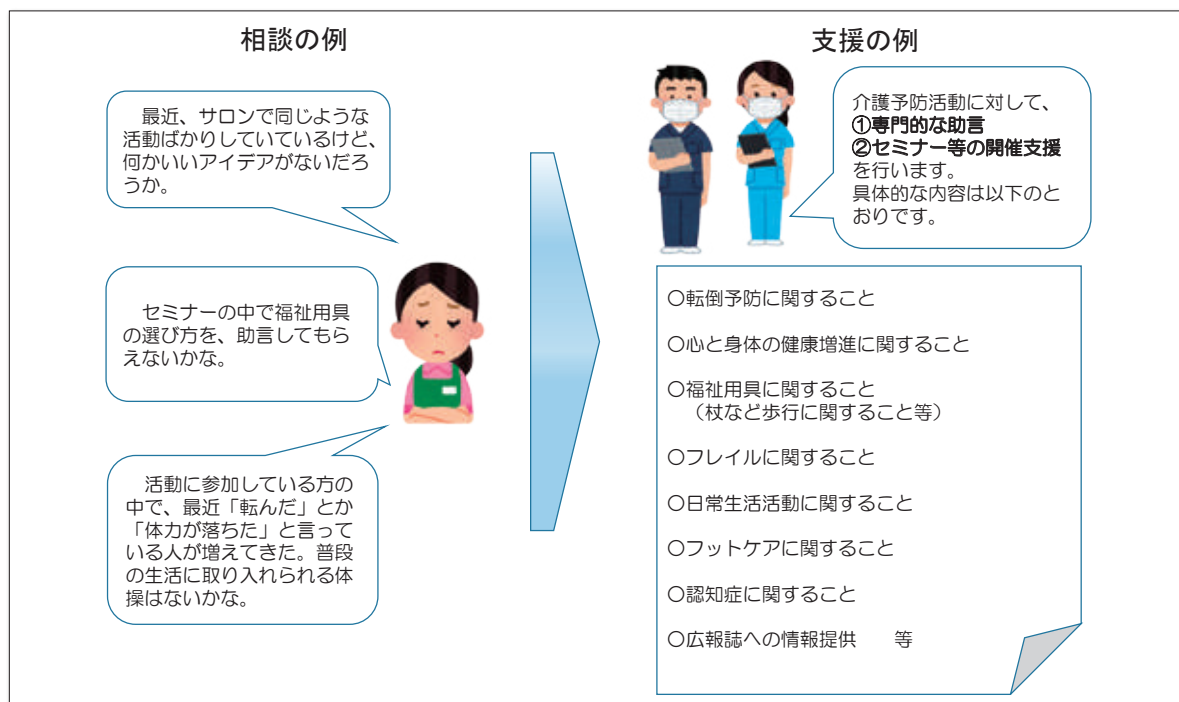 相談の例
最近、サロンで同じような
活動ばかりしていているけど、
何かいいアイデアがないだろ
うか。
セミナーの中で福祉用具
の選び方を、助言してもら
えないかな。
活動に参加している方の
中で、最近「転んだ」とか
「体力が落ちた」と言って
いる人が増えてきた。普段
の生活に取り入れられる体
操はないかな。
支援の例
介護予防活動に対して、
①専門的な助言
②セミナー等の開催支援
を行います。
具体的な内容は以下のと
おりです。
〇転倒予防に関すること
〇心と身体の健康増進に関すること
〇福祉用具に関すること
（杖など歩行に関すること等）
〇フレイルに関すること
〇日常生活活動に関すること
〇フットケアに関すること
〇認知症に関すること
〇広報誌への情報提供　　等